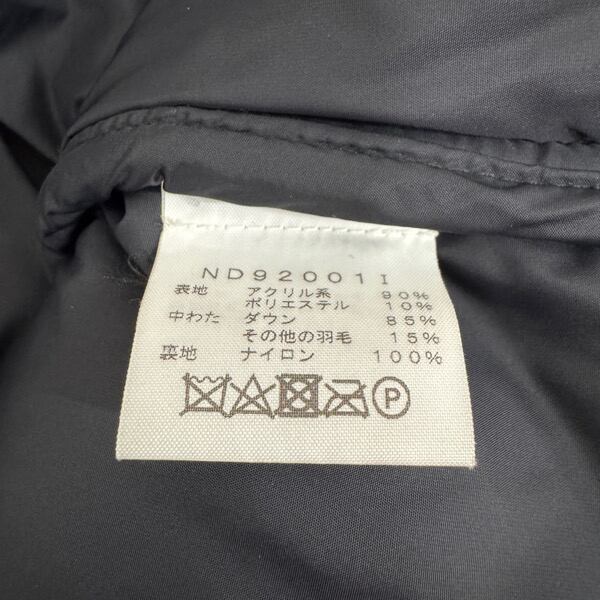 ND92001I
表地 アクリル系 90%
ポリエステル 10%
中わた ダウン 85%
その他の羽毛 15%
裏地 ナイロン 100%
P